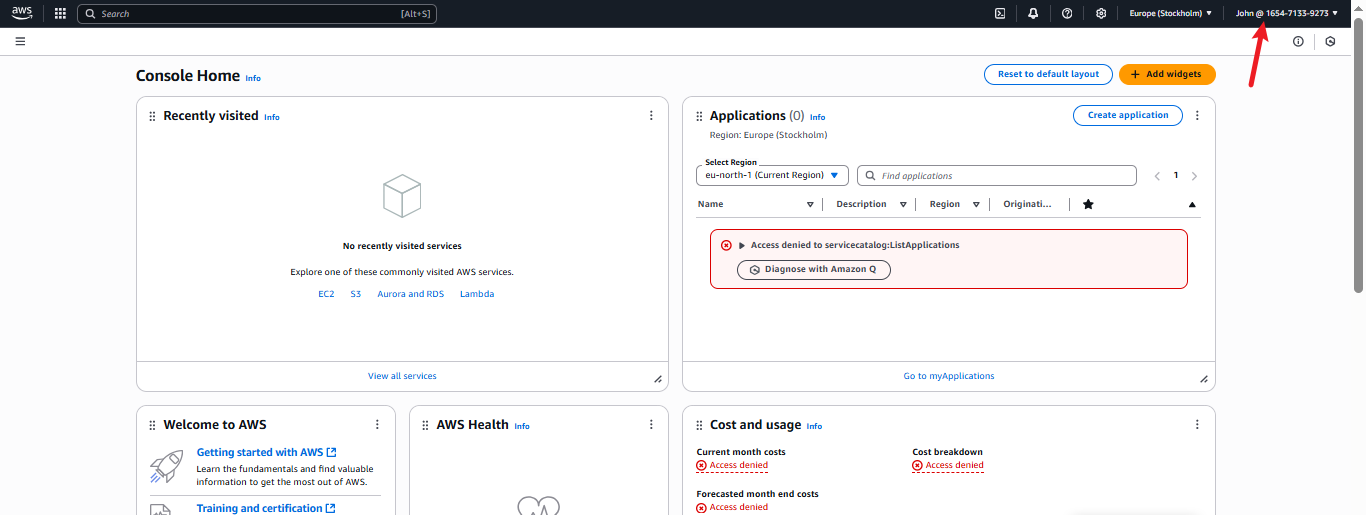 aws
Search [Alt+S]
Europe (Stockholm) ▼
John @ 1654-7133-9273 ▼
Console Home Info
Reset to default layout
+ Add widgets
Recently visited Info
No recently visited services
Explore one of these commonly visited AWS services.
EC2 S3 Aurora and RDS Lambda
View all services
Applications (0) Info
Create application
Region: Europe (Stockholm)
Select Region
eu-north-1 (Current Region)
Find applications
1
Name Description Region Originati...
Access denied to servicecatalog:ListApplications
Diagnose with Amazon Q
Go to myApplications
Welcome to AWS
Getting started with AWS
Learn the fundamentals and find valuable
information to get the most out of AWS.
Training and certification
AWS Health Info
Cost and usage Info
Current month costs
Access denied
Cost breakdown
Access denied
Forecasted month end costs
Access denied